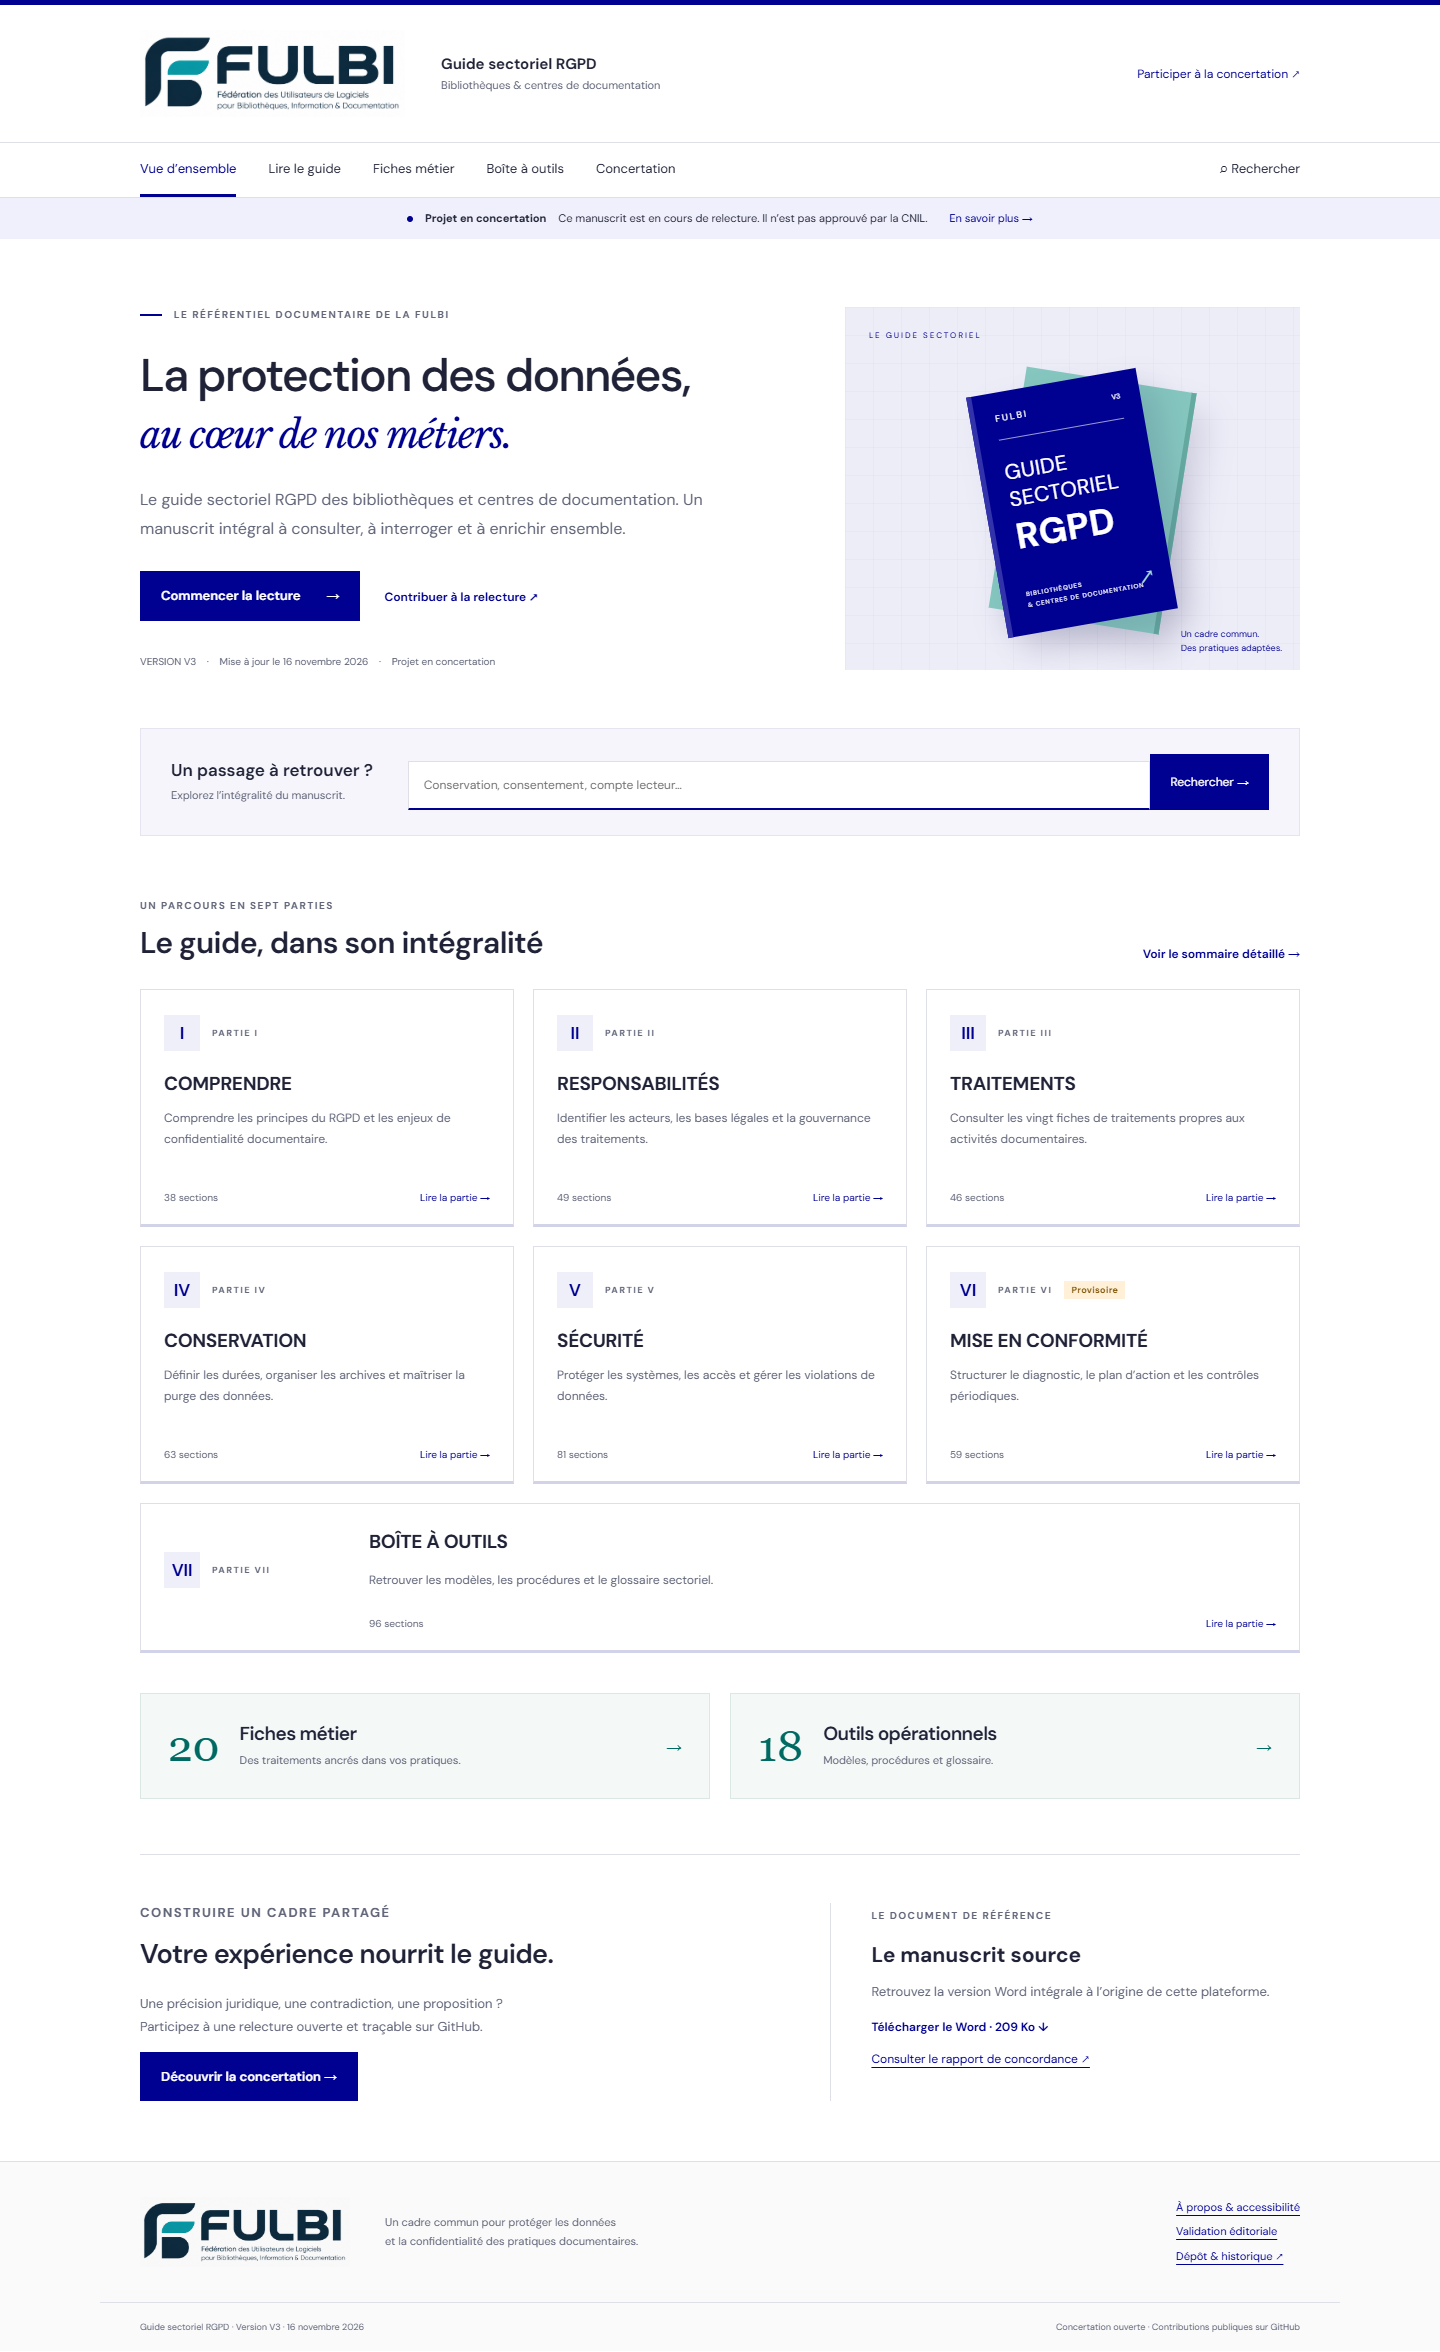 FULBI
Fédération des Utilisateurs de Logiciels
pour Bibliothèques, Information & Documentation
Guide sectoriel RGPD
Bibliothèques & centres de documentation
Participer à la concertation ↗
Vue d’ensemble Lire le guide Fiches métier Boîte à outils Concertation ⌕ Rechercher
Projet en concertation Ce manuscrit est en cours de relecture. Il n’est pas approuvé par la CNIL. En savoir plus →
LE RÉFÉRENTIEL DOCUMENTAIRE DE LA FULBI
La protection des données,
au cœur de nos métiers.
Le guide sectoriel RGPD des bibliothèques et centres de documentation. Un
manuscrit intégral à consulter, à interroger et à enrichir ensemble.
Commencer la lecture →
Contribuer à la relecture ↗
VERSION V3 · Mise à jour le 16 novembre 2026 · Projet en concertation
LE GUIDE SECTORIEL
FULBI
V3
GUIDE
SECTORIEL
RGPD
BIBLIOTHÈQUES
& CENTRES DE DOCUMENTATION
↗
Un cadre commun.
Des pratiques adaptées.
Un passage à retrouver ?
Explorez l’intégralité du manuscrit.
Conservation, consentement, compte lecteur…
Rechercher →
UN PARCOURS EN SEPT PARTIES
Le guide, dans son intégralité
Voir le sommaire détaillé →
I PARTIE I
COMPRENDRE
Comprendre les principes du RGPD et les enjeux de
confidentialité documentaire.
38 sections Lire la partie →
II PARTIE II
RESPONSABILITÉS
Identifier les acteurs, les bases légales et la gouvernance
des traitements.
49 sections Lire la partie →
III PARTIE III
TRAITEMENTS
Consulter les vingt fiches de traitements propres aux
activités documentaires.
46 sections Lire la partie →
IV PARTIE IV
CONSERVATION
Définir les durées, organiser les archives et maîtriser la
purge des données.
63 sections Lire la partie →
V PARTIE V
SÉCURITÉ
Protéger les systèmes, les accès et gérer les violations de
données.
81 sections Lire la partie →
VI PARTIE VI Provisoire
MISE EN CONFORMITÉ
Structurer le diagnostic, le plan d’action et les contrôles
périodiques.
59 sections Lire la partie →
VII PARTIE VII
BOÎTE À OUTILS
Retrouver les modèles, les procédures et le glossaire sectoriel.
96 sections Lire la partie →
20 Fiches métier →
Des traitements ancrés dans vos pratiques.
18 Outils opérationnels →
Modèles, procédures et glossaire.
CONSTRUIRE UN CADRE PARTAGÉ
Votre expérience nourrit le guide.
Une précision juridique, une contradiction, une proposition ?
Participez à une relecture ouverte et traçable sur GitHub.
Découvrir la concertation →
LE DOCUMENT DE RÉFÉRENCE
Le manuscrit source
Retrouvez la version Word intégrale à l’origine de cette plateforme.
Télécharger le Word · 209 Ko ↓
Consulter le rapport de concordance ↗
FULBI
Fédération des Utilisateurs de Logiciels
pour Bibliothèques, Information & Documentation
Un cadre commun pour protéger les données
et la confidentialité des pratiques documentaires.
À propos & accessibilité
Validation éditoriale
Dépôt & historique ↗
Guide sectoriel RGPD · Version V3 · 16 novembre 2026
Concertation ouverte · Contributions publiques sur GitHub